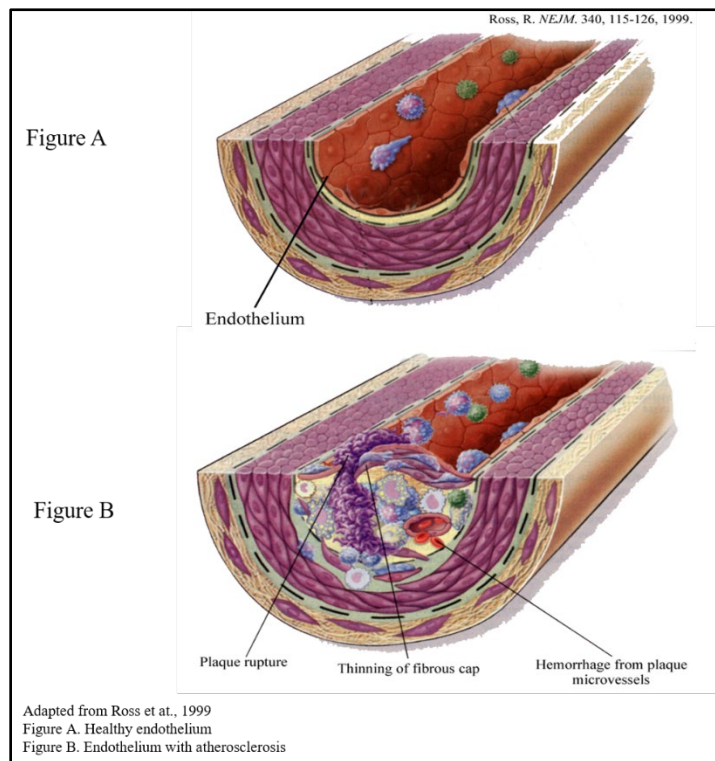 Ross, R. NEJM. 340, 115-126, 1999.
Figure A
Endothelium
Figure B
Plaque rupture
Thinning of fibrous cap
Hemorrhage from plaque
microvessels
Adapted from Ross et at., 1999
Figure A. Healthy endothelium
Figure B. Endothelium with atherosclerosis